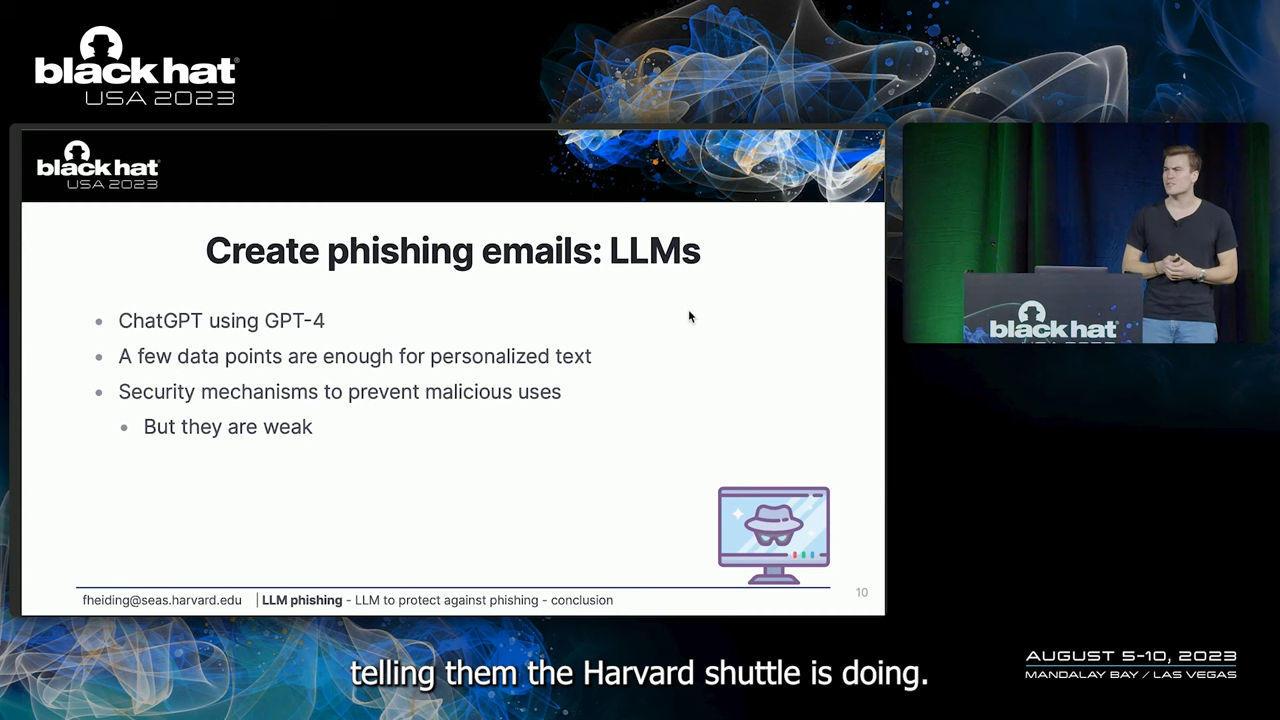 black hat®
USA 2023
black hat®
USA 2023
Create phishing emails: LLMs
• ChatGPT using GPT-4
• A few data points are enough for personalized text
• Security mechanisms to prevent malicious uses
• But they are weak
fheiding@seas.harvard.edu | LLM phishing - LLM to protect against phishing - conclusion
10
black hat
USA 2023
telling them the Harvard shuttle is doing.
AUGUST 5-10, 2023
MANDALAY BAY / LAS VEGAS